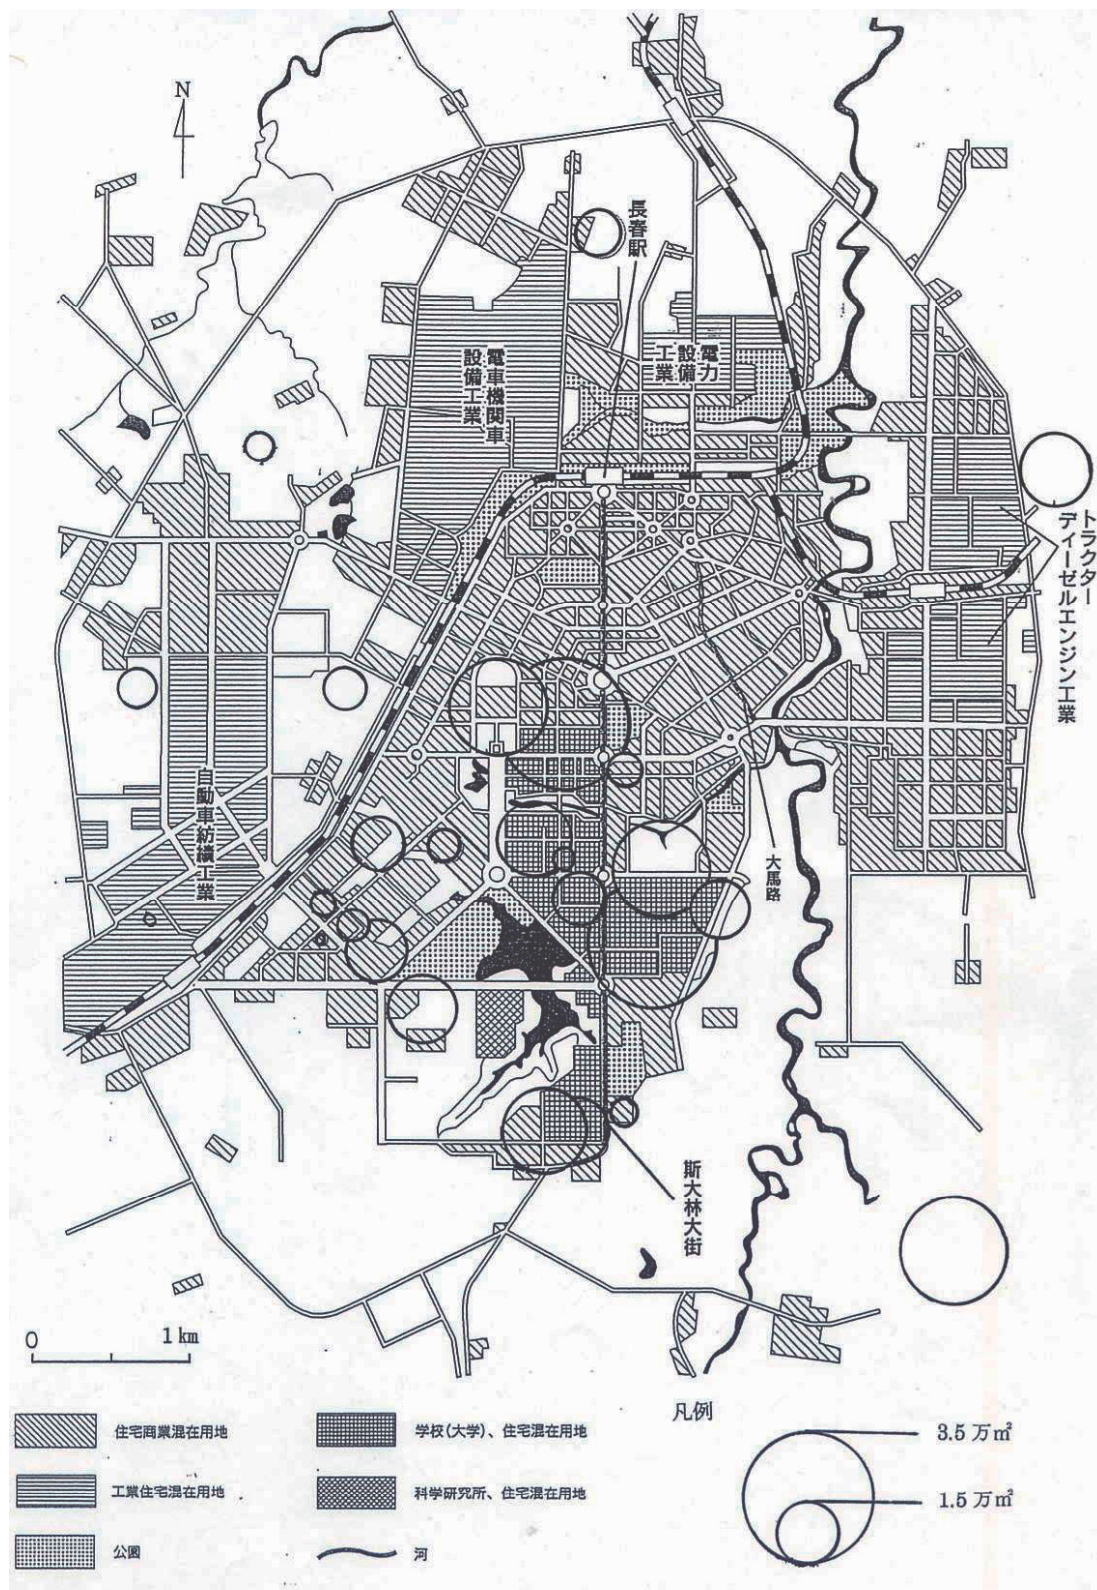 N
長春駅
電力
設備
工業
電車機関車
設備工業
トラクター
ディーゼルエンジン工業
自動車紡績工業
大馬路
斯大林大街
0 1 km
凡例
住宅商業混在用地
学校(大学)、住宅混在用地
3.5 万㎡
工業住宅混在用地
科学研究所、住宅混在用地
1.5 万㎡
公園
河